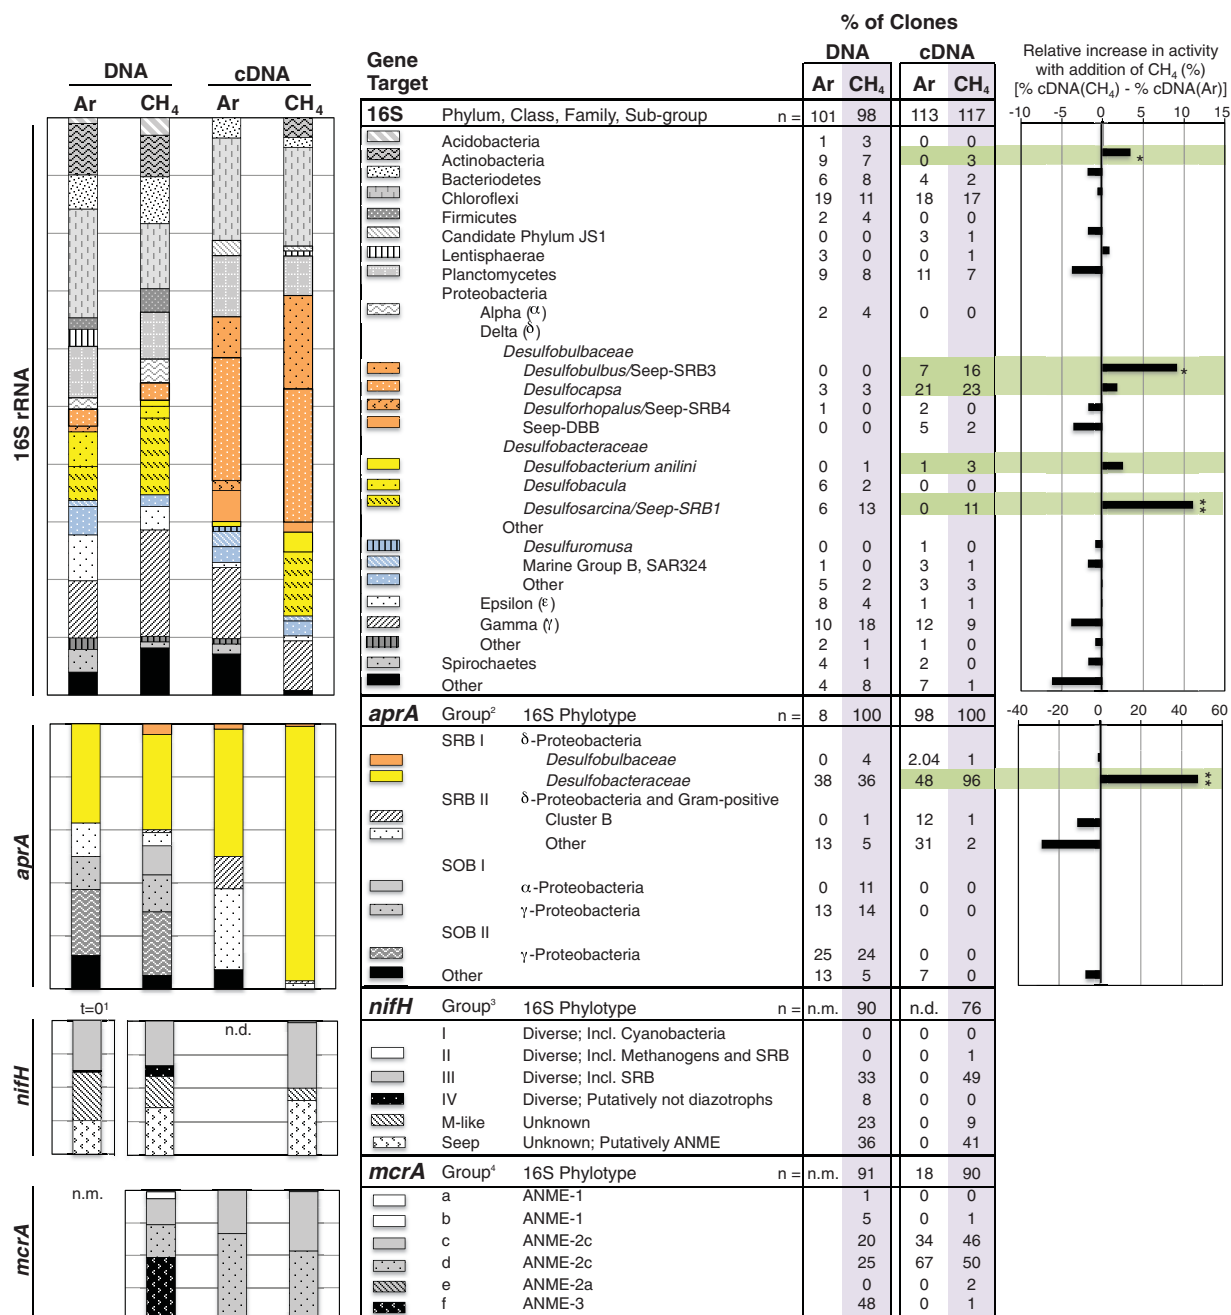 % of Clones
DNA cDNA
Gene Target
DNA cDNA
Ar CH4 Ar CH4
Ar CH4 Ar CH4
Relative increase in activity
with addition of CH4 (%)
[% cDNA(CH4) - % cDNA(Ar)]
16S Phylum, Class, Family, Sub-group n = 101 98 113 117
-10 -5 0 5 10 15
Acidobacteria 1 3 0 0
Actinobacteria 9 7 0 3 *
Bacteriodetes 6 8 4 2
Chloroflexi 19 11 18 17
Firmicutes 2 4 0 0
Candidate Phylum JS1 0 0 3 1
Lentisphaerae 3 0 0 1
Planctomycetes 9 8 11 7
Proteobacteria
Alpha (α) 2 4 0 0
Delta (δ)
Desulfobulbaceae
Desulfobulbus/Seep-SRB3 0 0 7 16 *
Desulfocapsa 3 3 21 23
Desulforhopalus/Seep-SRB4 1 0 2 0
Seep-DBB 0 0 5 2
Desulfobacteraceae
Desulfobacterium anilini 0 1 1 3
Desulfobacula 6 2 0 0
Desulfosarcina/Seep-SRB1 6 13 0 11 **
Other
Desulfuromusa 0 0 1 0
Marine Group B, SAR324 1 0 3 1
Other 5 2 3 3
Epsilon (ε) 8 4 1 1
Gamma (γ) 10 18 12 9
Other 2 1 1 0
Spirochaetes 4 1 2 0
Other 4 8 7 1
16S rRNA
aprA Group2 16S Phylotype n = 8 100 98 100
-40 -20 0 20 40 60
SRB I δ-Proteobacteria
Desulfobulbaceae 0 4 2.04 1
Desulfobacteraceae 38 36 48 96 **
SRB II δ-Proteobacteria and Gram-positive
Cluster B 0 1 12 1
Other 13 5 31 2
SOB I
α-Proteobacteria 0 11 0 0
γ-Proteobacteria 13 14 0 0
SOB II
γ-Proteobacteria 25 24 0 0
Other 13 5 7 0
aprA
nifH Group3 16S Phylotype n = n.m. 90 n.d. 76
t=01
n.d.
I Diverse; Incl. Cyanobacteria 0 0 0
II Diverse; Incl. Methanogens and SRB 0 0 1
III Diverse; Incl. SRB 33 0 49
IV Diverse; Putatively not diazotrophs 8 0 0
M-like Unknown 23 0 9
Seep Unknown; Putatively ANME 36 0 41
nifH
mcrA Group4 16S Phylotype n = n.m. 91 18 90
n.m.
a ANME-1 1 0 0
b ANME-1 5 0 1
c ANME-2c 20 34 46
d ANME-2c 25 67 50
e ANME-2a 0 0 2
f ANME-3 48 0 1
mcrA